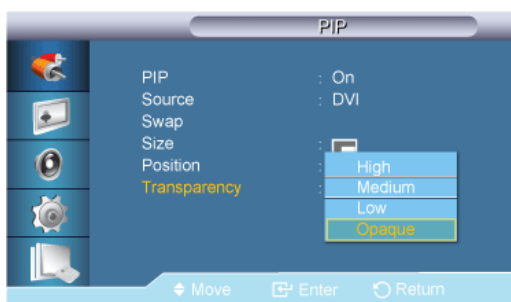 PIP
PIP : On
Source : DVI
Swap
Size :
Position :
Transparency :
High
Medium
Low
Opaque
Move Enter Return